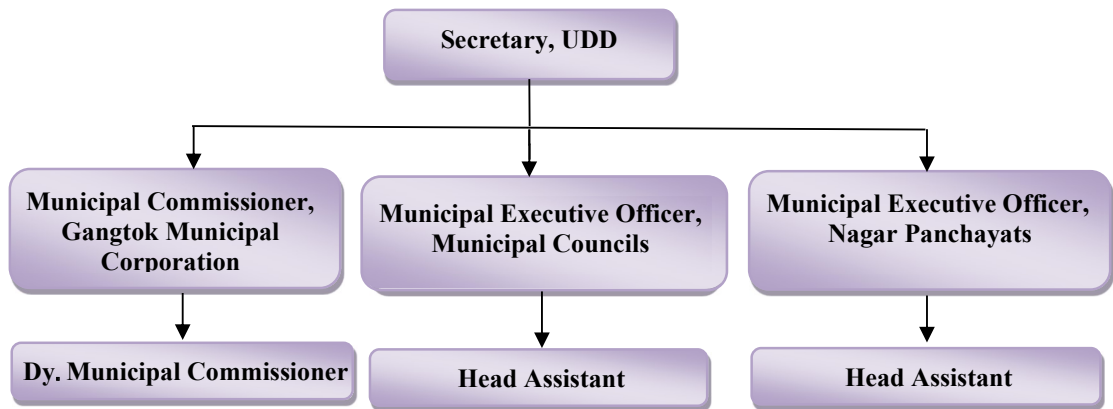 Secretary, UDD
Municipal Commissioner,
Gangtok Municipal
Corporation
Municipal Executive Officer,
Municipal Councils
Municipal Executive Officer,
Nagar Panchayats
Dy. Municipal Commissioner
Head Assistant
Head Assistant